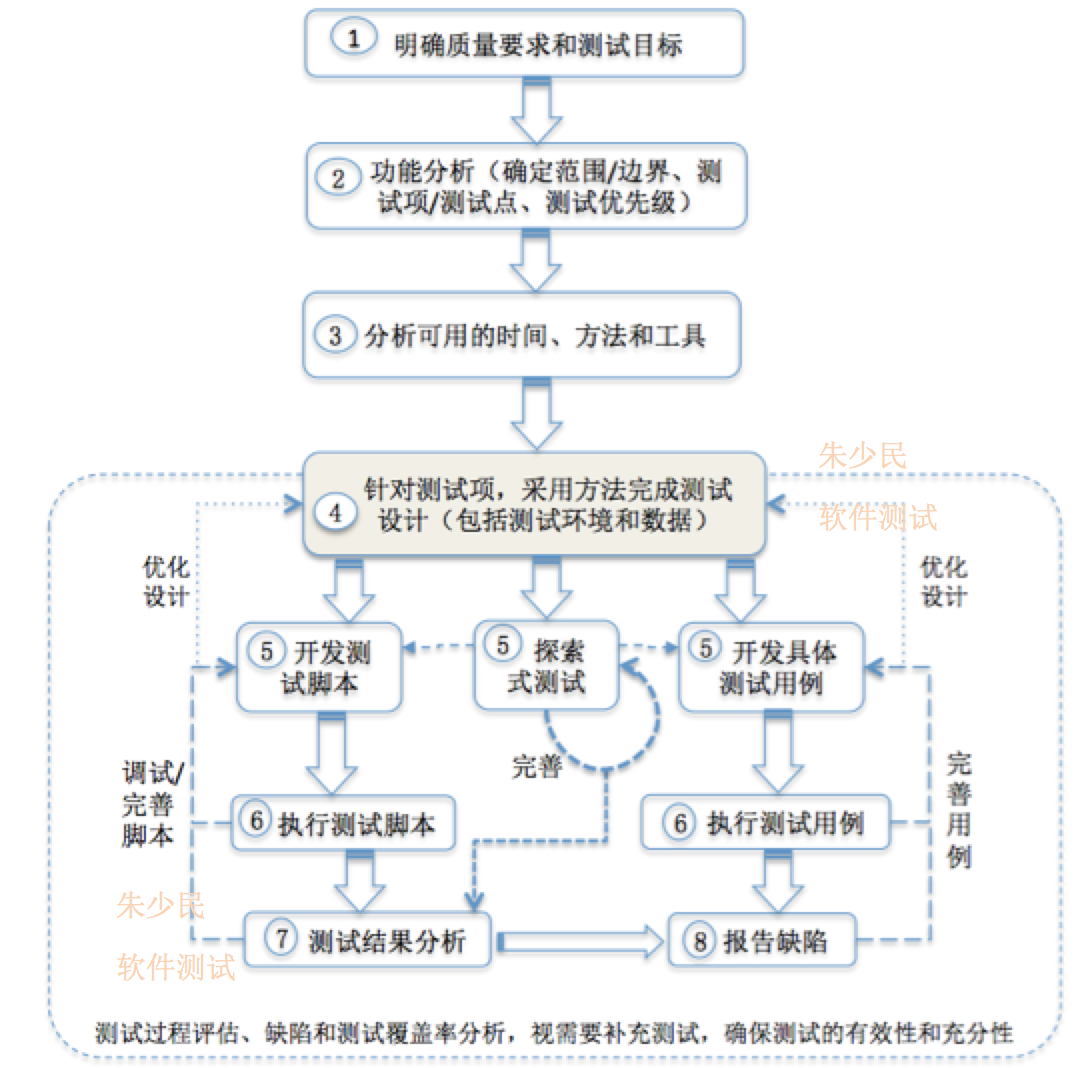 ① 明确质量要求和测试目标
② 功能分析（确定范围/边界、测
试项/测试点、测试优先级）
③ 分析可用的时间、方法和工具
朱少民
软件测试
④ 针对测试项，采用方法完成测试
设计（包括测试环境和数据）
优化
设计
优化
设计
⑤ 开发测
试脚本
⑤ 探索
式测试
⑤ 开发具体
测试用例
调试/
完善
脚本
完善
完
善
用
例
⑥ 执行测试脚本
⑥ 执行测试用例
朱少民
软件测试
⑦ 测试结果分析
⑧ 报告缺陷
测试过程评估、缺陷和测试覆盖率分析，视需要补充测试，确保测试的有效性和充分性